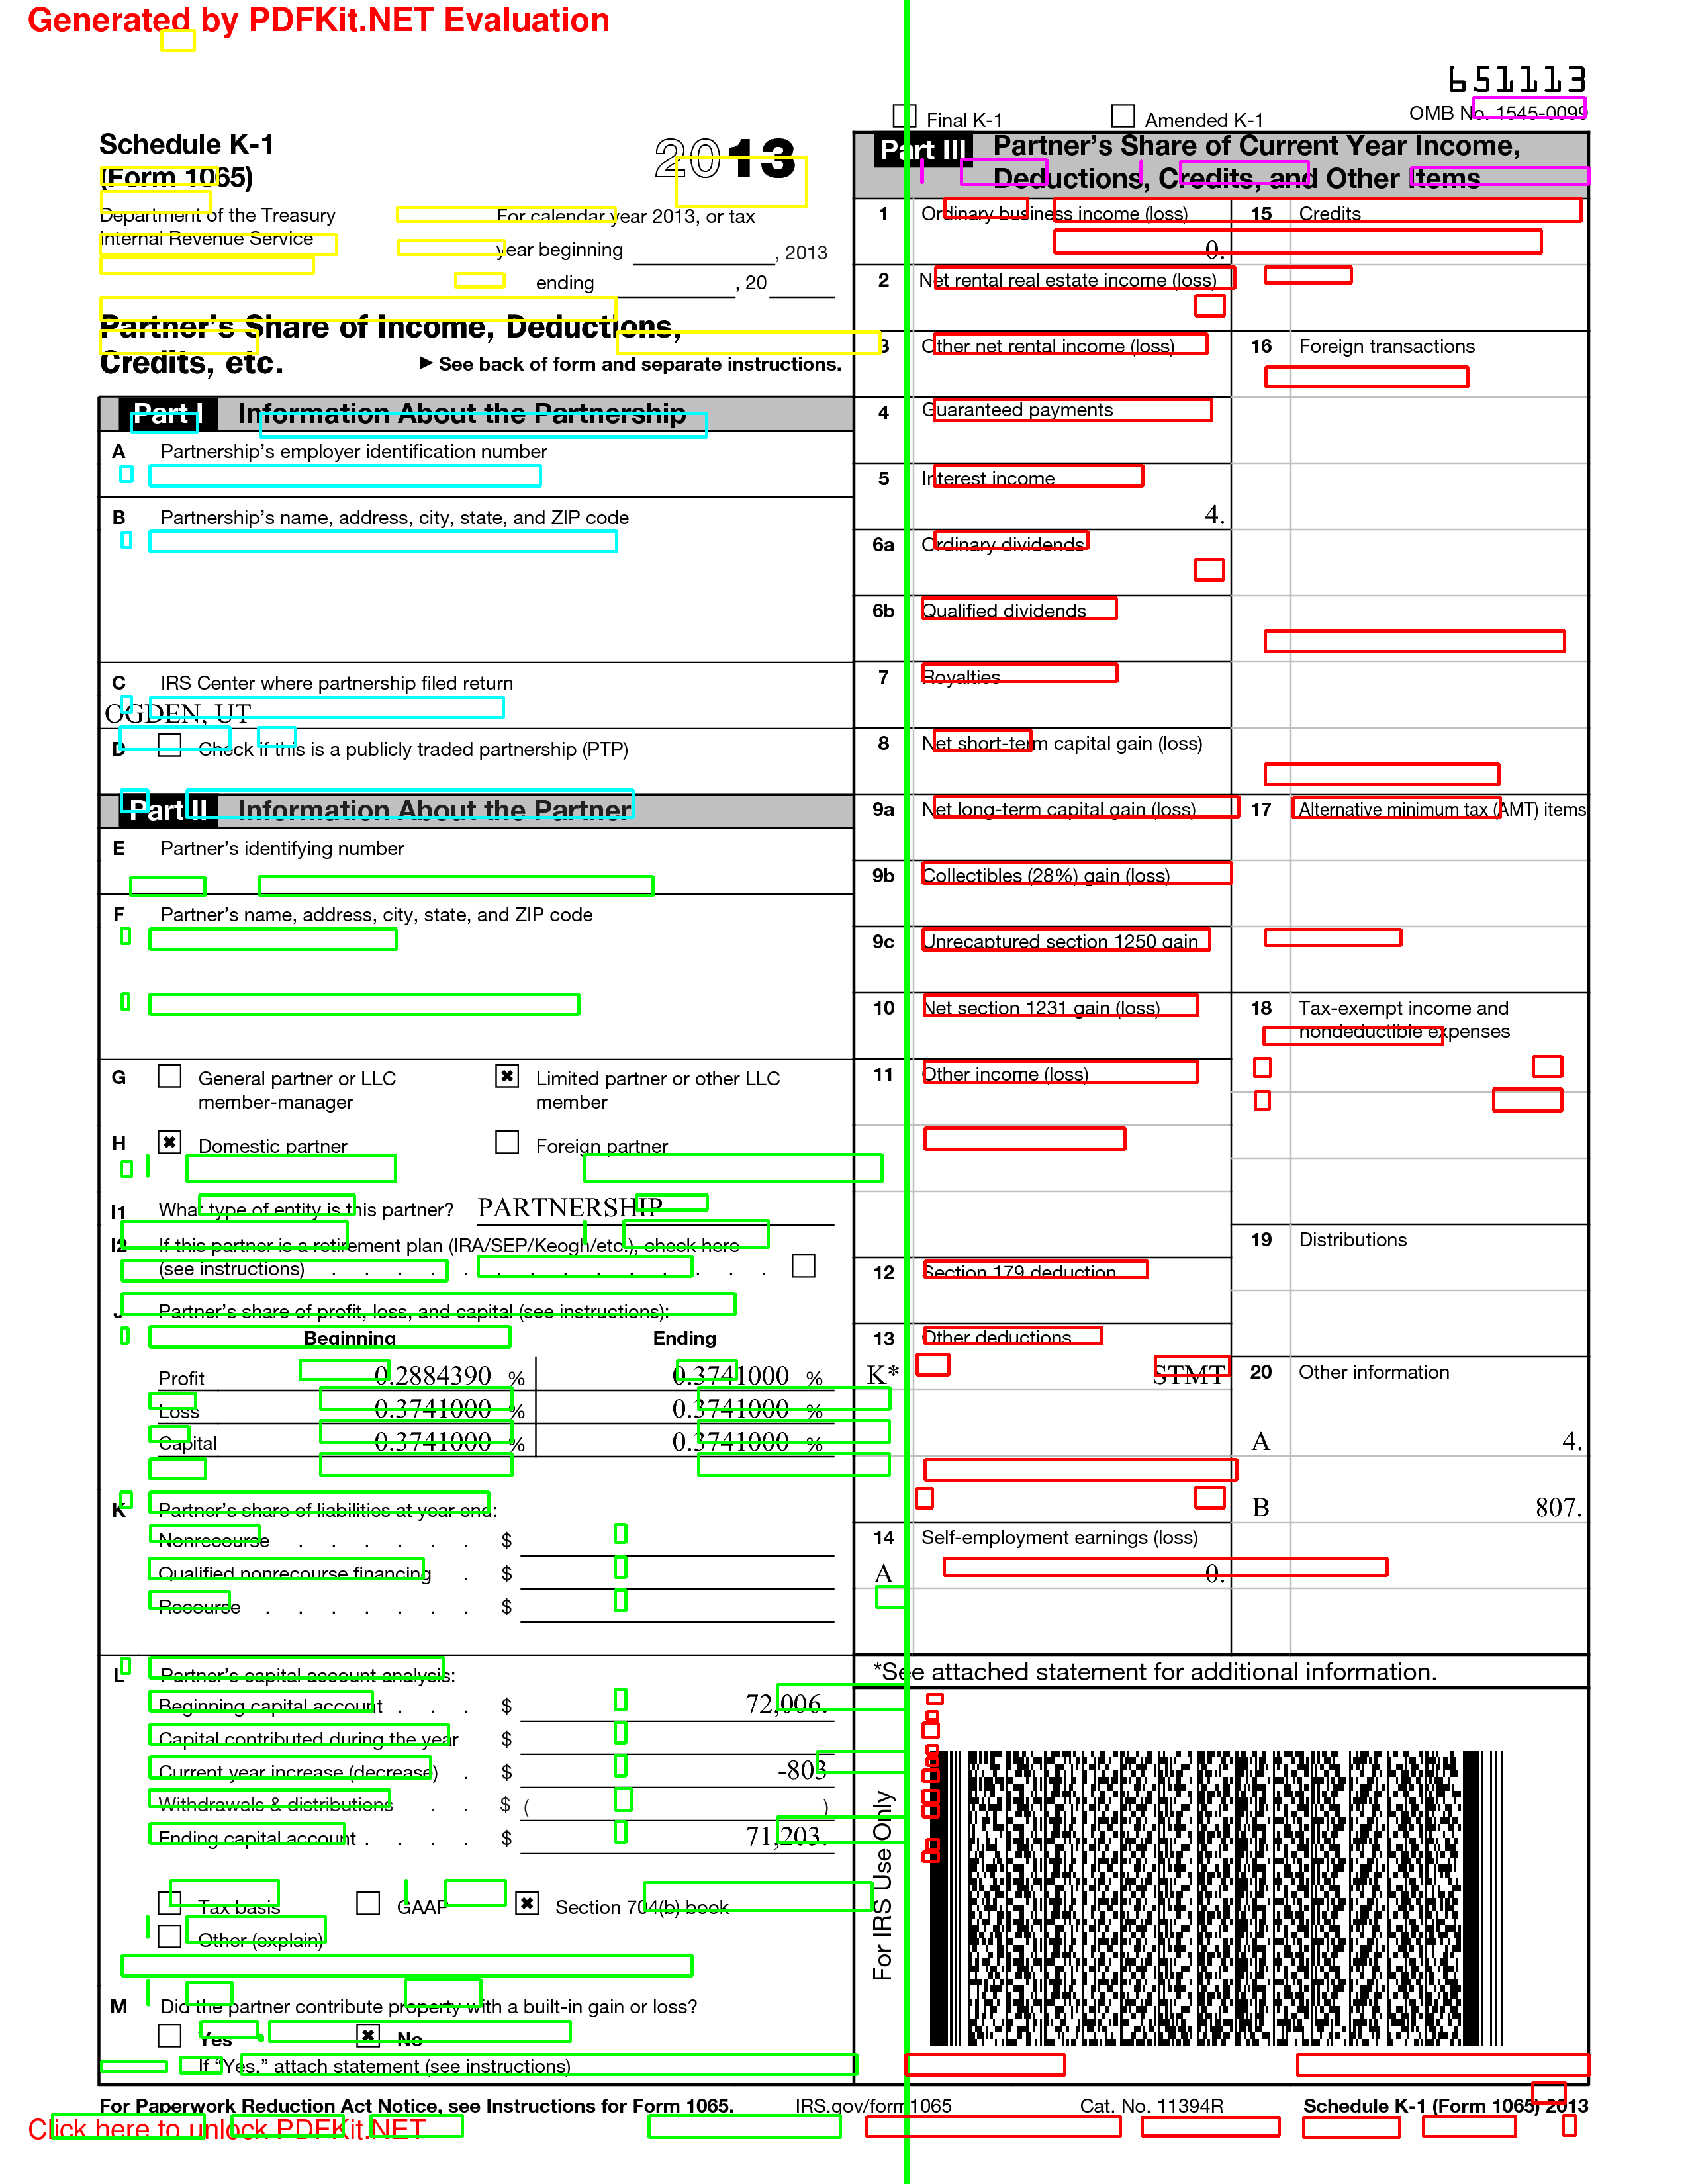 Generated by PDFKit.NET Evaluation
651113
Final K-1
Amended K-1
OMB No. 1545-0099
Schedule K-1
(Form 1065)
2013
Department of the Treasury
Internal Revenue Service
For calendar year 2013, or tax
year beginning , 2013
ending , 20
Partner's Share of Income, Deductions,
Credits, etc.
► See back of form and separate instructions.
Part I Information About the Partnership
A Partnership's employer identification number
B Partnership's name, address, city, state, and ZIP code
C IRS Center where partnership filed return
OGDEN, UT
D Check if this is a publicly traded partnership (PTP)
Part II Information About the Partner
E Partner's identifying number
F Partner's name, address, city, state, and ZIP code
G General partner or LLC
member-manager
Limited partner or other LLC
member
H Domestic partner
Foreign partner
I1 What type of entity is this partner? PARTNERSHIP
I2 If this partner is a retirement plan (IRA/SEP/Keogh/etc.), check here
(see instructions) . . . . . . . . . . . . . .
J Partner's share of profit, loss, and capital (see instructions):
Beginning Ending
Profit 0.2884390 % 0.3741000 %
Loss 0.3741000 % 0.3741000 %
Capital 0.3741000 % 0.3741000 %
K Partner's share of liabilities at year end:
Nonrecourse . . . . . . $
Qualified nonrecourse financing . $
Recourse . . . . . . . $
L Partner's capital account analysis:
Beginning capital account . . . $ 72,006.
Capital contributed during the year $
Current year increase (decrease) . $ -803
Withdrawals & distributions . . $ ( )
Ending capital account . . . . $ 71,203.
Tax basis GAAP Section 704(b) book
Other (explain)
M Did the partner contribute property with a built-in gain or loss?
Yes No
If "Yes," attach statement (see instructions)
Part III Partner's Share of Current Year Income,
Deductions, Credits, and Other Items
1 Ordinary business income (loss)
0.
2 Net rental real estate income (loss)
3 Other net rental income (loss)
4 Guaranteed payments
5 Interest income
4.
6a Ordinary dividends
6b Qualified dividends
7 Royalties
8 Net short-term capital gain (loss)
9a Net long-term capital gain (loss)
9b Collectibles (28%) gain (loss)
9c Unrecaptured section 1250 gain
10 Net section 1231 gain (loss)
11 Other income (loss)
12 Section 179 deduction
13 Other deductions
K* STMT
14 Self-employment earnings (loss)
A 0.
15 Credits
16 Foreign transactions
17 Alternative minimum tax (AMT) items
18 Tax-exempt income and
nondeductible expenses
19 Distributions
20 Other information
A 4.
B 807.
*See attached statement for additional information.
For IRS Use Only
For Paperwork Reduction Act Notice, see Instructions for Form 1065. IRS.gov/form1065 Cat. No. 11394R Schedule K-1 (Form 1065) 2013
Click here to unlock PDFKit.NET